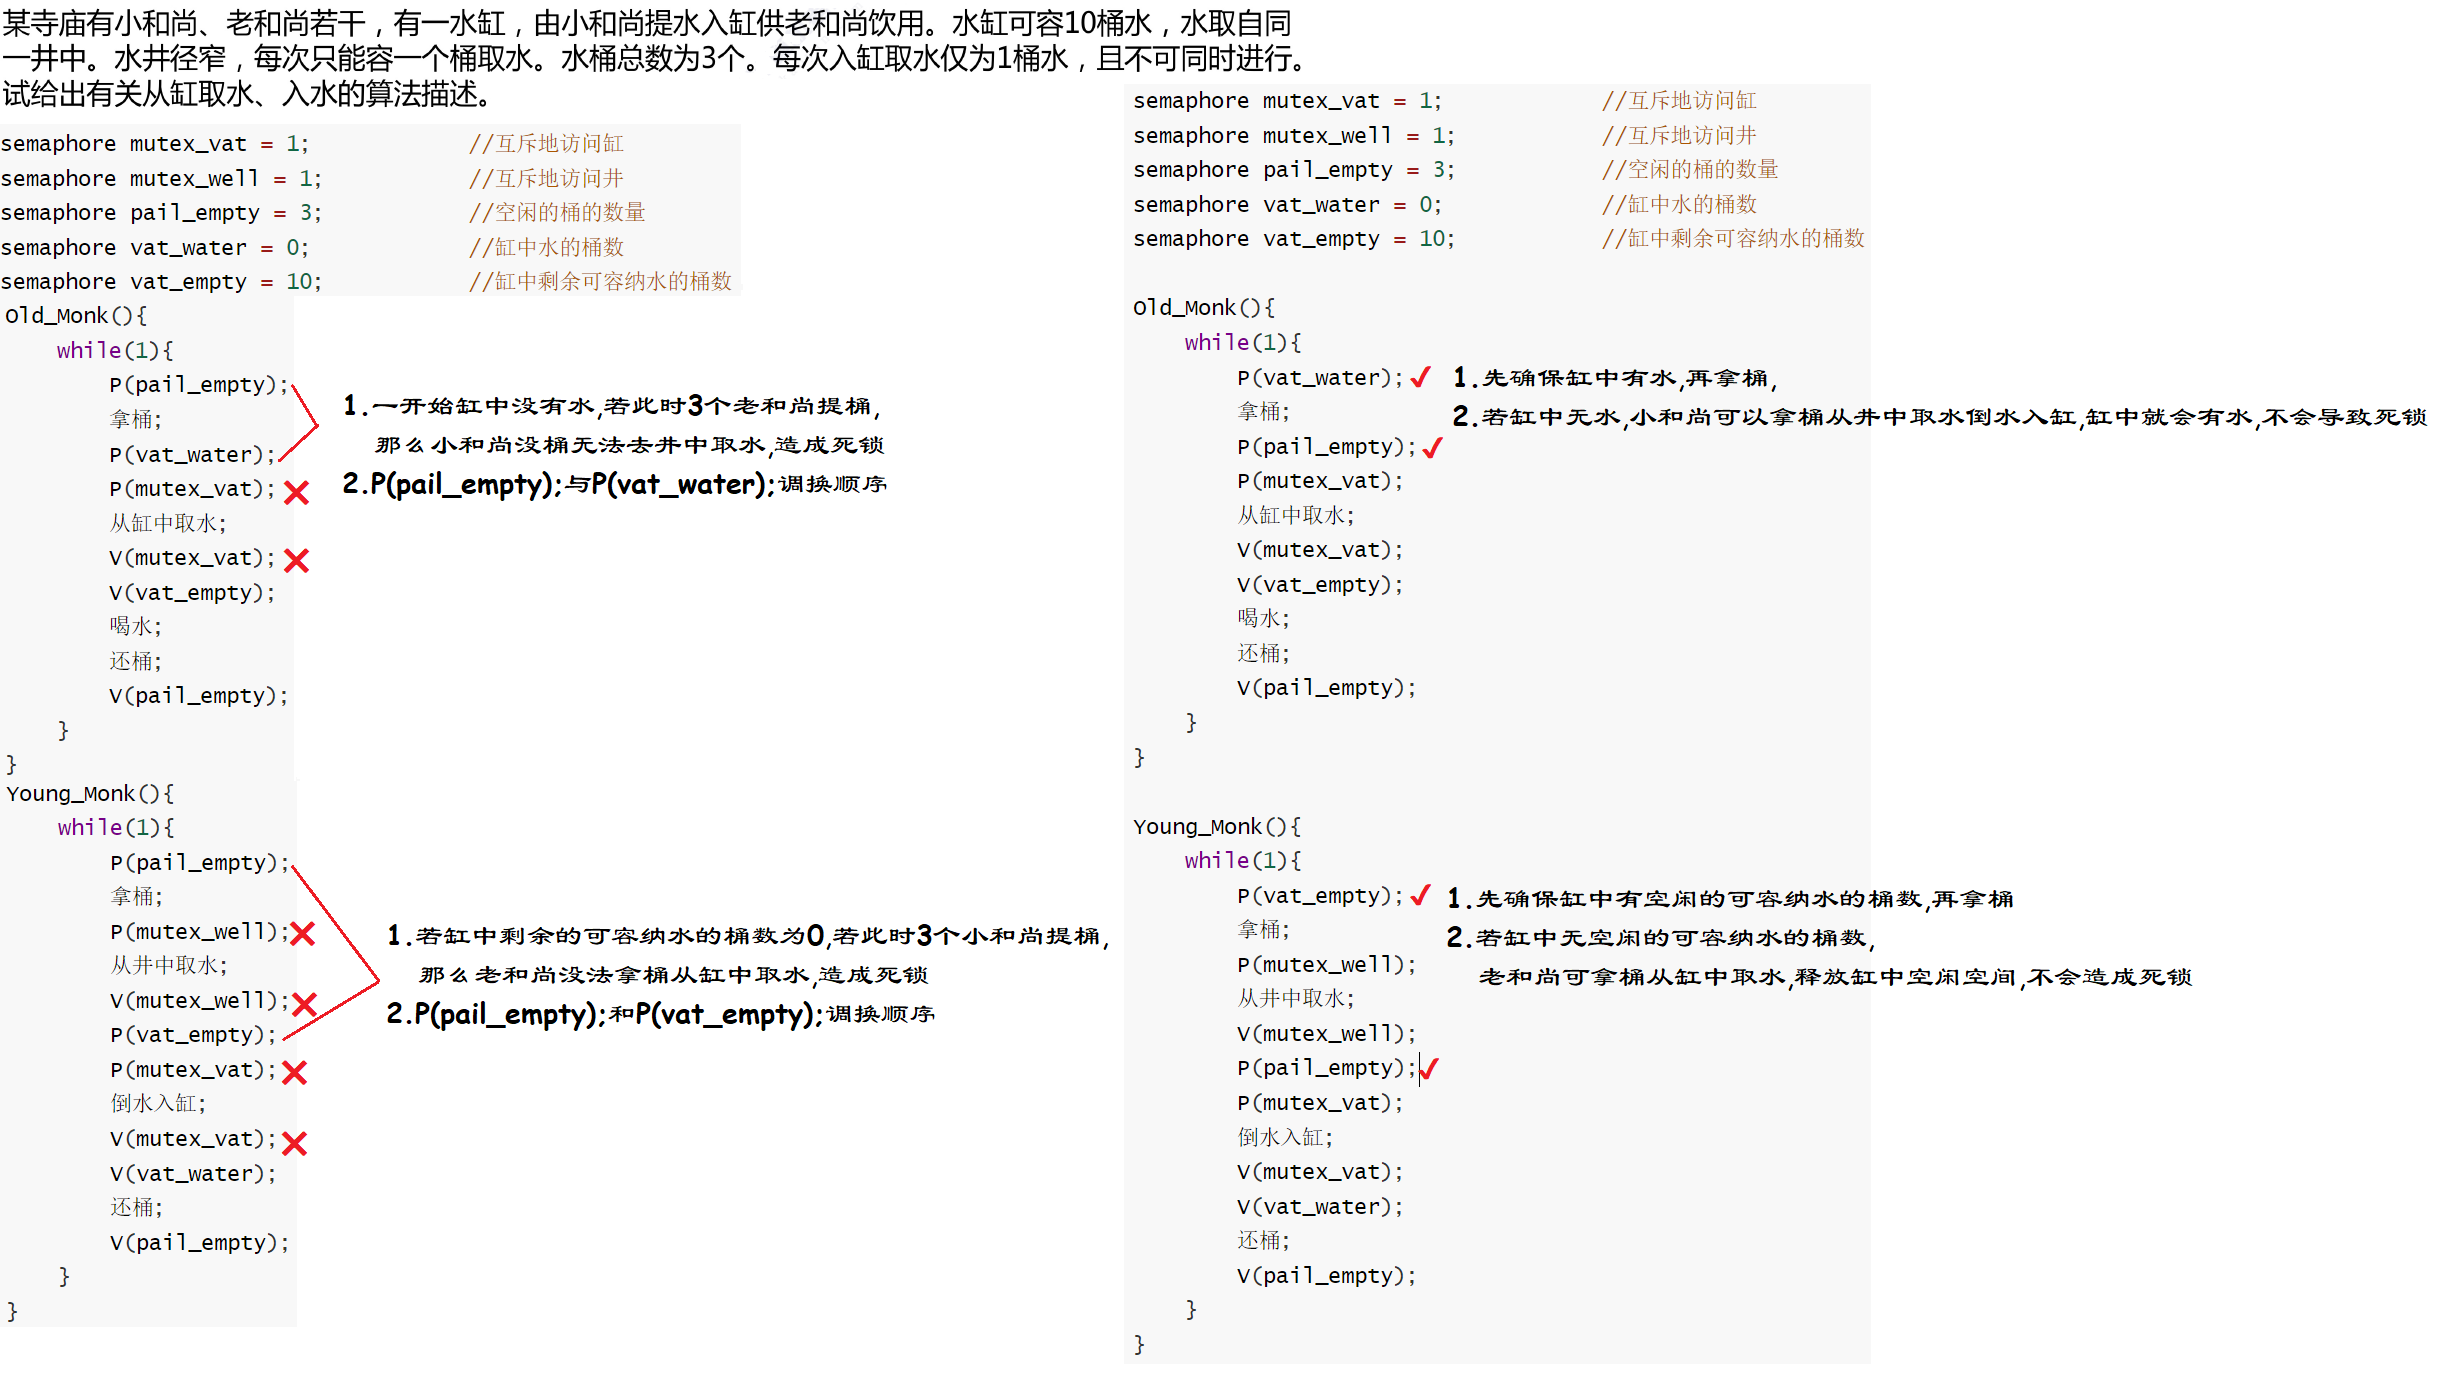 某寺庙有小和尚、老和尚若干，有一水缸，由小和尚提水入缸供老和尚饮用。水缸可容10桶水，水取自同
一井中。水井径窄，每次只能容一个桶取水。水桶总数为3个。每次入缸取水仅为1桶水，且不可同时进行。
试给出有关从缸取水、入水的算法描述。
semaphore mutex_vat = 1; //互斥地访问缸
semaphore mutex_well = 1; //互斥地访问井
semaphore pail_empty = 3; //空闲的桶的数量
semaphore vat_water = 0; //缸中水的桶数
semaphore vat_empty = 10; //缸中剩余可容纳水的桶数
Old_Monk(){
while(1){
P(pail_empty);
拿桶;
P(vat_water);
P(mutex_vat);
从缸中取水;
V(mutex_vat);
V(vat_empty);
喝水;
还桶;
V(pail_empty);
}
}
1.一开始缸中没有水,若此时3个老和尚提桶,
那么小和尚没桶无法去井中取水,造成死锁
2.P(pail_empty);与P(vat_water);调换顺序
Young_Monk(){
while(1){
P(pail_empty);
拿桶;
P(mutex_well);
从井中取水;
V(mutex_well);
P(vat_empty);
P(mutex_vat);
倒水入缸;
V(mutex_vat);
V(vat_water);
还桶;
V(pail_empty);
}
}
1.若缸中剩余的可容纳水的桶数为0,若此时3个小和尚提桶,
那么老和尚没法拿桶从缸中取水,造成死锁
2.P(pail_empty);和P(vat_empty);调换顺序
semaphore mutex_vat = 1; //互斥地访问缸
semaphore mutex_well = 1; //互斥地访问井
semaphore pail_empty = 3; //空闲的桶的数量
semaphore vat_water = 0; //缸中水的桶数
semaphore vat_empty = 10; //缸中剩余可容纳水的桶数
Old_Monk(){
while(1){
P(vat_water);
拿桶;
P(pail_empty);
P(mutex_vat);
从缸中取水;
V(mutex_vat);
V(vat_empty);
喝水;
还桶;
V(pail_empty);
}
}
1.先确保缸中有水,再拿桶,
2.若缸中无水,小和尚可以拿桶从井中取水倒水入缸,缸中就会有水,不会导致死锁
Young_Monk(){
while(1){
P(vat_empty);
拿桶;
P(mutex_well);
从井中取水;
V(mutex_well);
P(pail_empty);
P(mutex_vat);
倒水入缸;
V(mutex_vat);
V(vat_water);
还桶;
V(pail_empty);
}
}
1.先确保缸中有空闲的可容纳水的桶数,再拿桶
2.若缸中无空闲的可容纳水的桶数,
老和尚可拿桶从缸中取水,释放缸中空闲空间,不会造成死锁